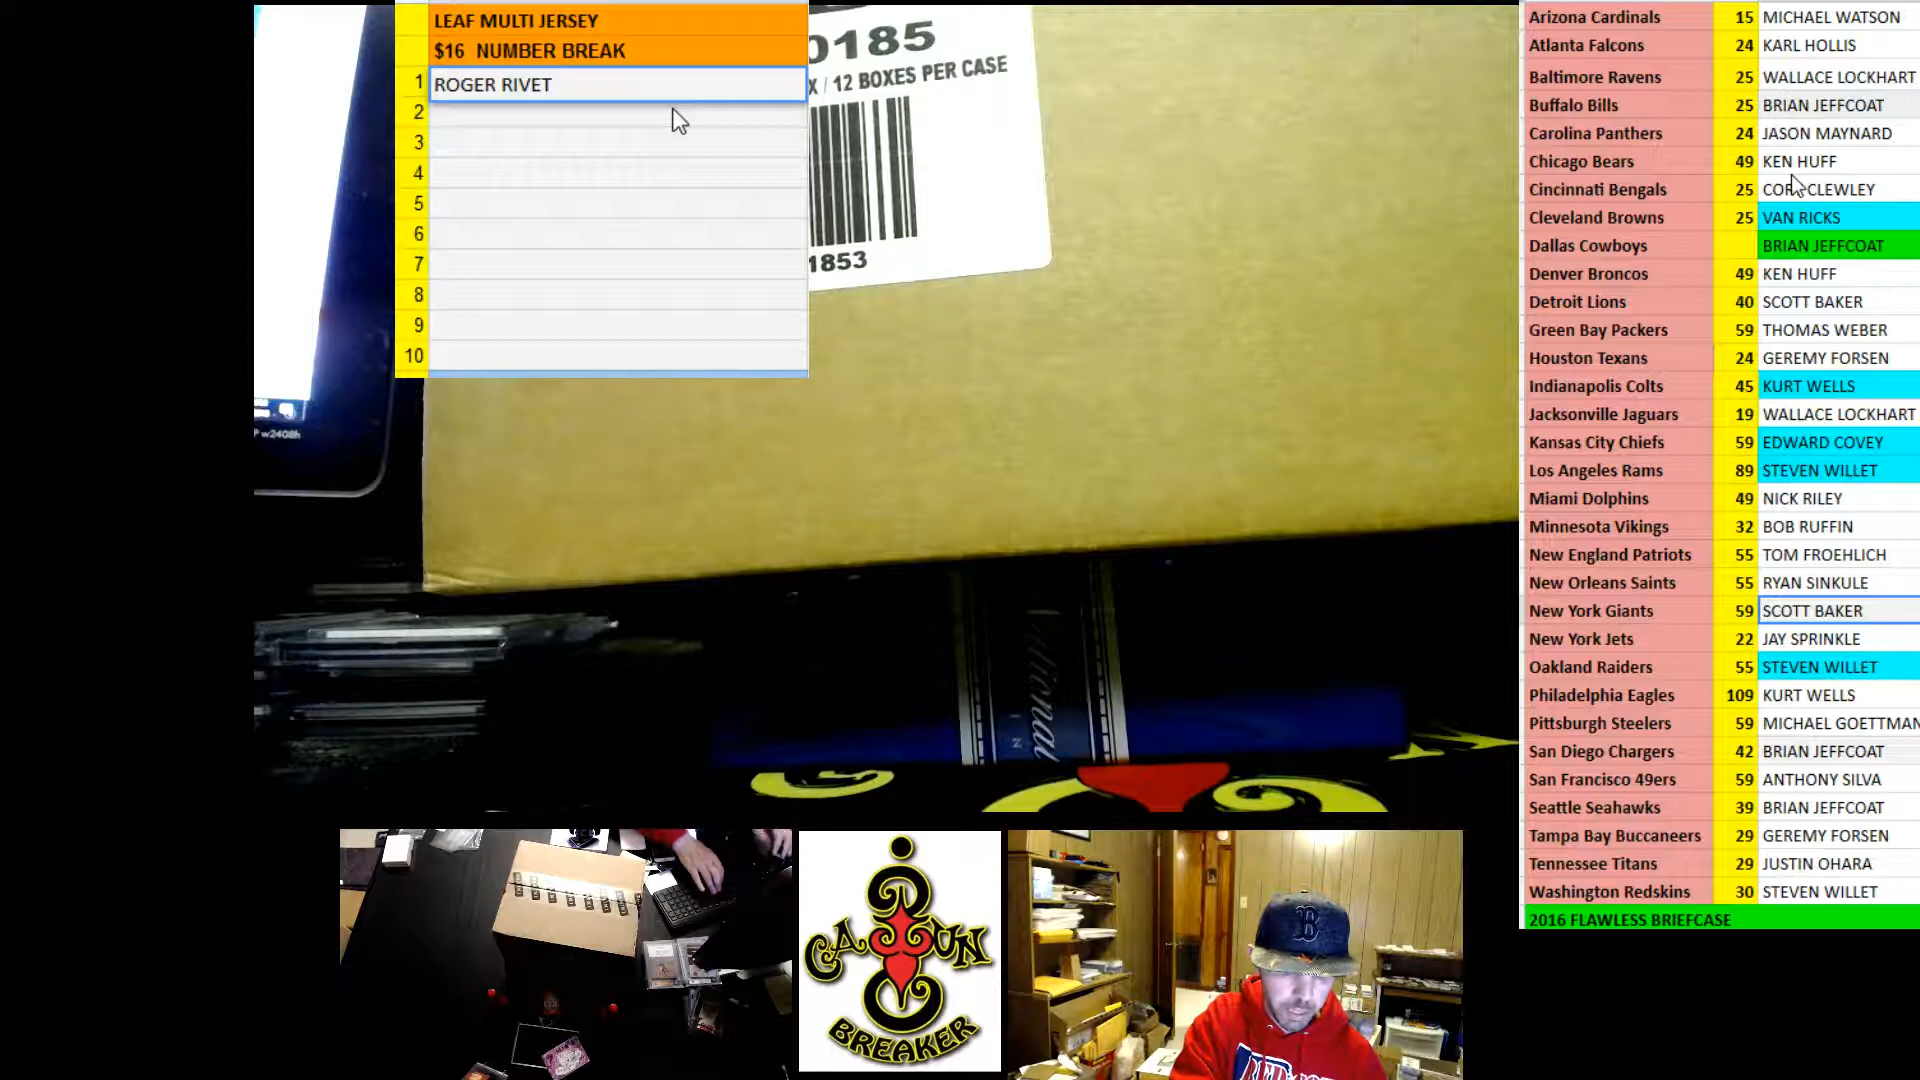 LEAF MULTI JERSEY
$16 NUMBER BREAK
1 ROGER RIVET
2
3
4
5
6
7
8
9
10
0185
X / 12 BOXES PER CASE
1853
P w2408h
National
Arizona Cardinals 15 MICHAEL WATSON
Atlanta Falcons 24 KARL HOLLIS
Baltimore Ravens 25 WALLACE LOCKHART
Buffalo Bills 25 BRIAN JEFFCOAT
Carolina Panthers 24 JASON MAYNARD
Chicago Bears 49 KEN HUFF
Cincinnati Bengals 25 CLEWLEY
Cleveland Browns 25 VAN RICKS
Dallas Cowboys BRIAN JEFFCOAT
Denver Broncos 49 KEN HUFF
Detroit Lions 40 SCOTT BAKER
Green Bay Packers 59 THOMAS WEBER
Houston Texans 24 GEREMY FORSEN
Indianapolis Colts 45 KURT WELLS
Jacksonville Jaguars 19 WALLACE LOCKHART
Kansas City Chiefs 59 EDWARD COVEY
Los Angeles Rams 89 STEVEN WILLET
Miami Dolphins 49 NICK RILEY
Minnesota Vikings 32 BOB RUFFIN
New England Patriots 55 TOM FROEHLICH
New Orleans Saints 55 RYAN SINKULE
New York Giants 59 SCOTT BAKER
New York Jets 22 JAY SPRINKLE
Oakland Raiders 55 STEVEN WILLET
Philadelphia Eagles 109 KURT WELLS
Pittsburgh Steelers 59 MICHAEL GOETTMAN
San Diego Chargers 42 BRIAN JEFFCOAT
San Francisco 49ers 59 ANTHONY SILVA
Seattle Seahawks 39 BRIAN JEFFCOAT
Tampa Bay Buccaneers 29 GEREMY FORSEN
Tennessee Titans 29 JUSTIN OHARA
Washington Redskins 30 STEVEN WILLET
2016 FLAWLESS BRIEFCASE
CAJUN
BREAKER
B